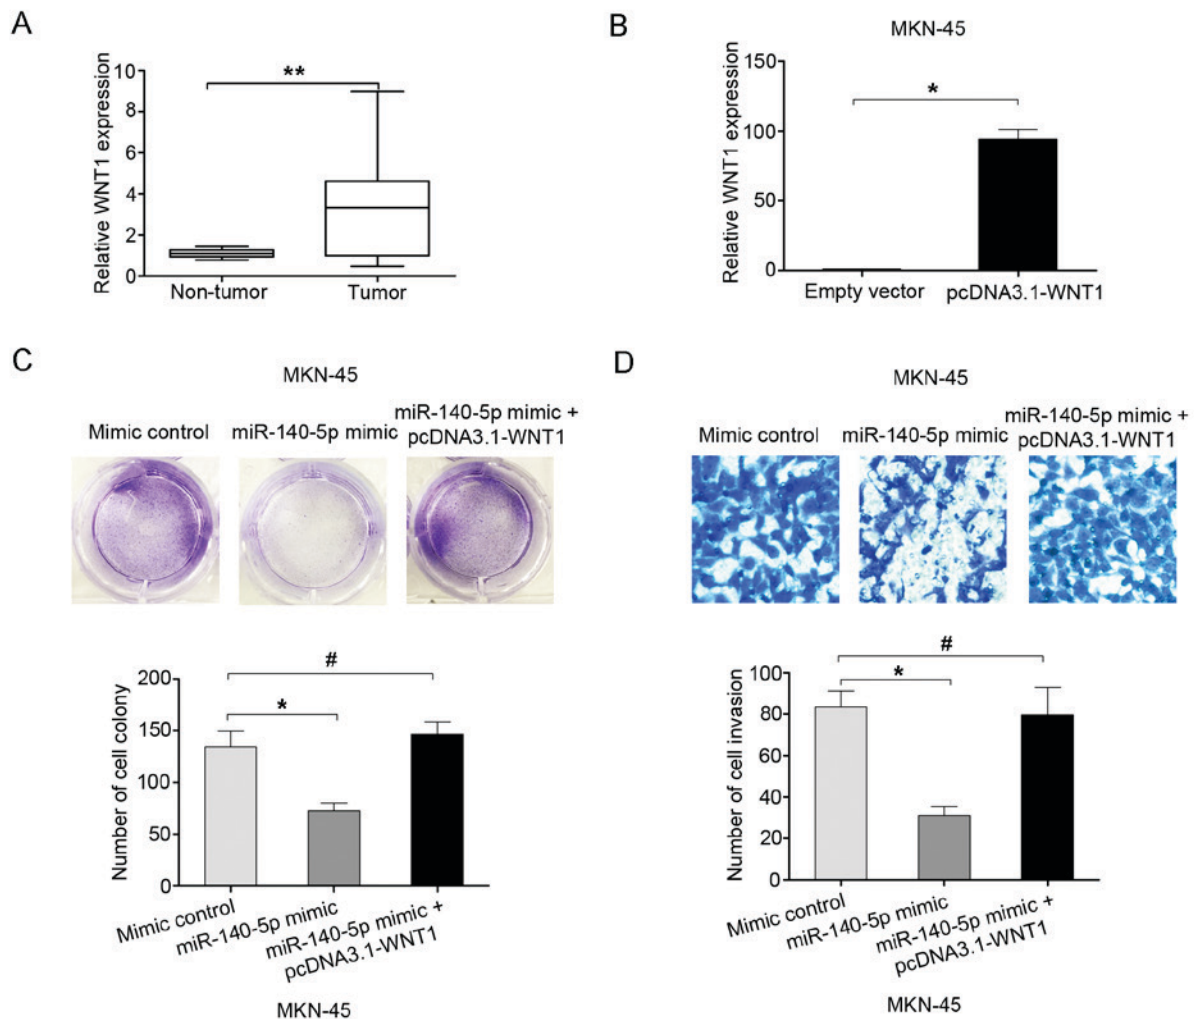 A
Relative WNT1 expression
10
8
6
4
2
0
**
Non-tumor
Tumor
B
MKN-45
Relative WNT1 expression
150
100
50
0
*
Empty vector
pcDNA3.1-WNT1
C
MKN-45
Mimic control
miR-140-5p mimic
miR-140-5p mimic +
pcDNA3.1-WNT1
Number of cell colony
200
150
100
50
0
#
*
Mimic control
miR-140-5p mimic
miR-140-5p mimic +
pcDNA3.1-WNT1
MKN-45
D
MKN-45
Mimic control
miR-140-5p mimic
miR-140-5p mimic +
pcDNA3.1-WNT1
Number of cell invasion
100
80
60
40
20
0
#
*
Mimic control
miR-140-5p mimic
miR-140-5p mimic +
pcDNA3.1-WNT1
MKN-45